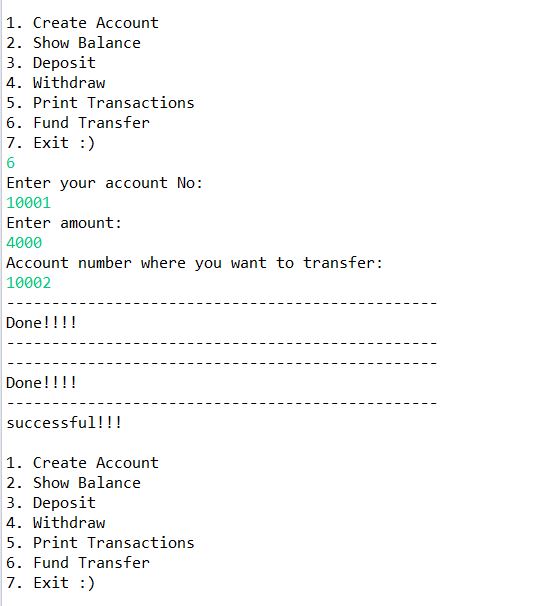 1. Create Account
2. Show Balance
3. Deposit
4. Withdraw
5. Print Transactions
6. Fund Transfer
7. Exit :)
6
Enter your account No:
10001
Enter amount:
4000
Account number where you want to transfer:
10002
------------------------------------------------
Done!!!!
------------------------------------------------
------------------------------------------------
Done!!!!
------------------------------------------------
successful!!!
1. Create Account
2. Show Balance
3. Deposit
4. Withdraw
5. Print Transactions
6. Fund Transfer
7. Exit :)